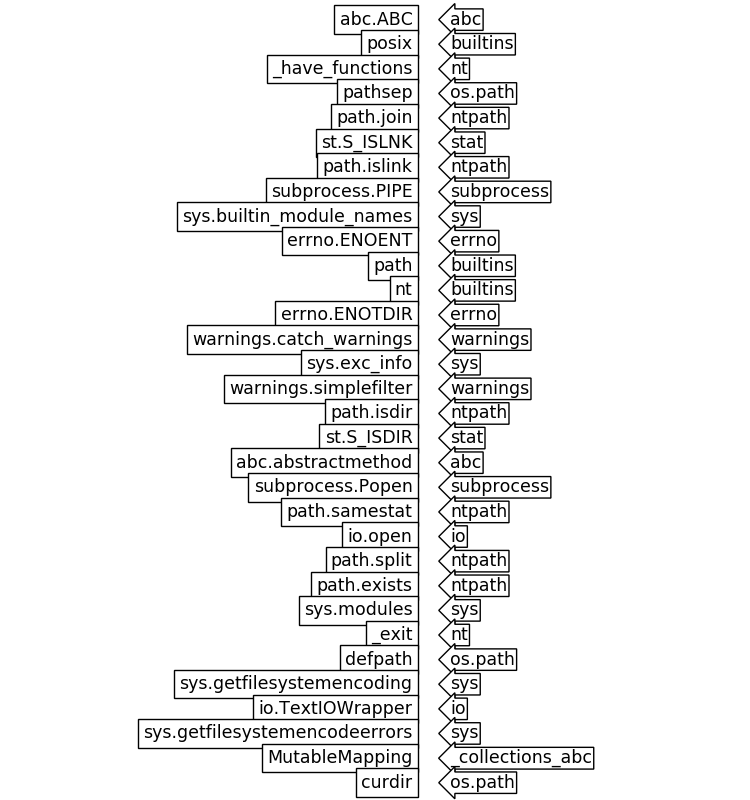 abc.ABC abc
posix builtins
_have_functions nt
pathsep os.path
path.join ntpath
st.S_ISLNK stat
path.islink ntpath
subprocess.PIPE subprocess
sys.builtin_module_names sys
errno.ENOENT errno
path builtins
nt builtins
errno.ENOTDIR errno
warnings.catch_warnings warnings
sys.exc_info sys
warnings.simplefilter warnings
path.isdir ntpath
st.S_ISDIR stat
abc.abstractmethod abc
subprocess.Popen subprocess
path.samestat ntpath
io.open io
path.split ntpath
path.exists ntpath
sys.modules sys
_exit nt
defpath os.path
sys.getfilesystemencoding sys
io.TextIOWrapper io
sys.getfilesystemencodeerrors sys
MutableMapping _collections_abc
curdir os.path